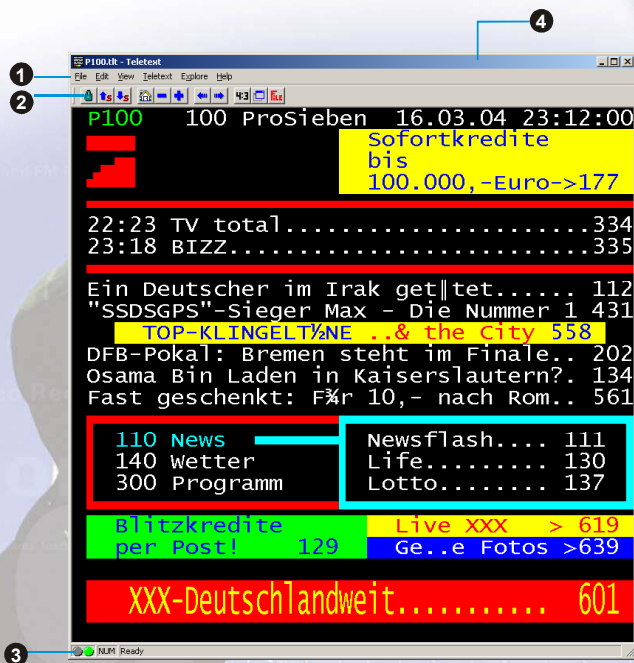 4
P100.tlt - Teletext
1
File Edit View Teletext Explore Help
2
S S 4:3 FILE
P100 100 ProSieben 16.03.04 23:12:00
Sofortkredite
bis
100.000,-Euro->177
22:23 TV total.......................334
23:18 BIZZ...........................335
Ein Deutscher im Irak get‖tet...... 112
"SSDSGPS"-Sieger Max - Die Nummer 1 431
TOP-KLINGELT½NE ..& the City 558
DFB-Pokal: Bremen steht im Finale.. 202
Osama Bin Laden in Kaiserslautern?. 134
Fast geschenkt: F¾r 10,- nach Rom.. 561
110 News Newsflash.... 111
140 Wetter Life......... 130
300 Programm Lotto........ 137
Blitzkredite Live XXX > 619
per Post! 129 Ge..e Fotos >639
XXX-Deutschlandweit........... 601
3
NUM Ready